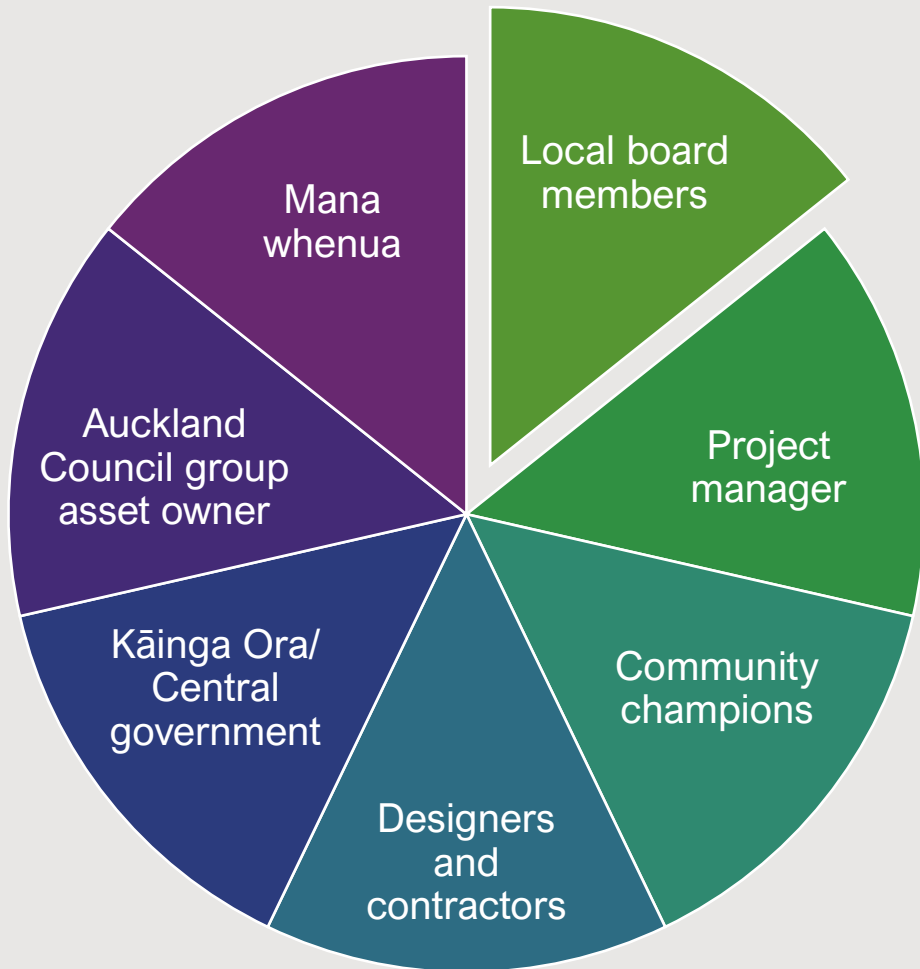 Local board
members
Project
manager
Community
champions
Designers
and
contractors
Kāinga Ora/
Central
government
Auckland
Council group
asset owner
Mana
whenua